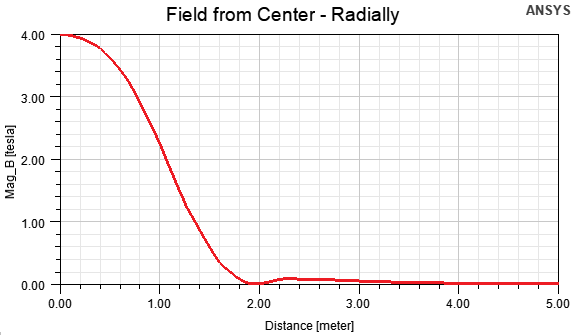 Field from Center - Radially
ANSYS
4.00
3.00
2.00
1.00
0.00
Mag_B [tesla]
0.00 1.00 2.00 3.00 4.00 5.00
Distance [meter]